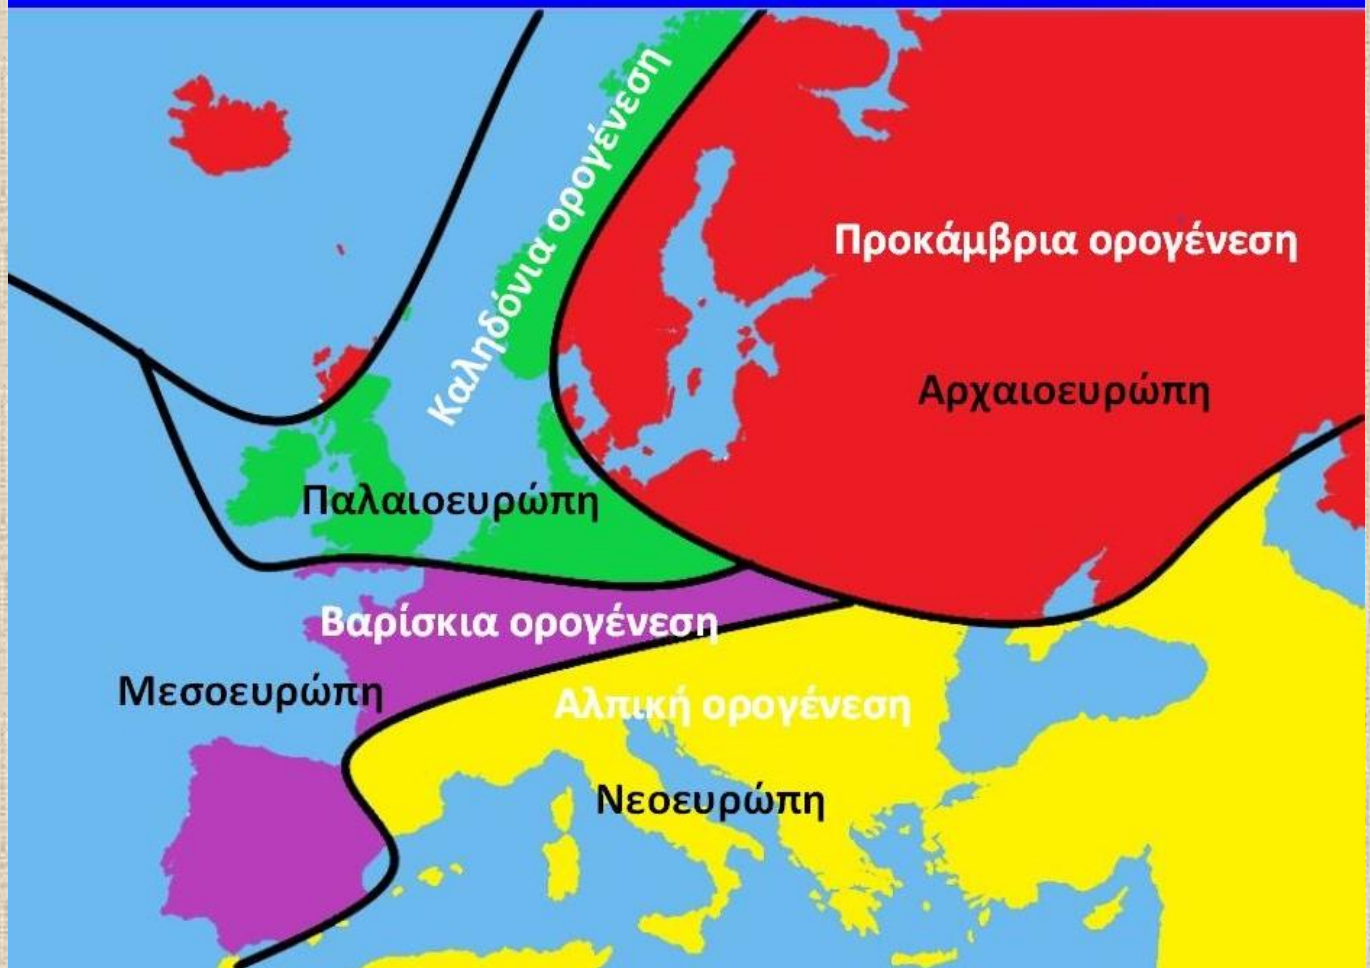 Καληδόνια ορογένεση
Προκάμβρια ορογένεση
Αρχαιοευρώπη
Παλαιοευρώπη
Βαρίσκια ορογένεση
Μεσοευρώπη
Αλπική ορογένεση
Νεοευρώπη